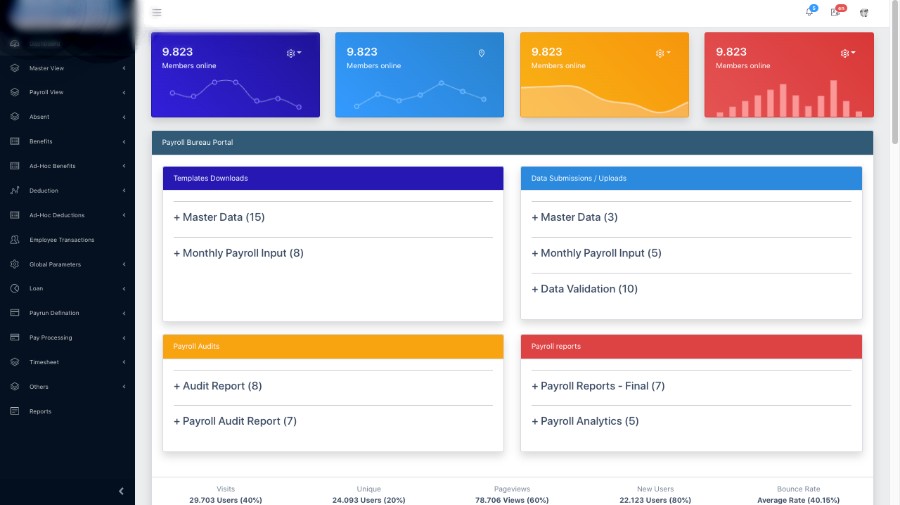 Master View
Payroll View
Absent
Benefits
Ad-Hoc Benefits
Deduction
Ad-Hoc Deductions
Employee Transactions
Global Parameters
Loan
Payrun Defination
Pay Processing
Timesheet
Others
Reports
9.823
Members online
9.823
Members online
9.823
Members online
9.823
Members online
Payroll Bureau Portal
Templates Downloads
+ Master Data (15)
+ Monthly Payroll Input (8)
Data Submissions / Uploads
+ Master Data (3)
+ Monthly Payroll Input (5)
+ Data Validation (10)
Payroll Audits
+ Audit Report (8)
+ Payroll Audit Report (7)
Payroll reports
+ Payroll Reports - Final (7)
+ Payroll Analytics (5)
Visits
29.703 Users (40%)
Unique
24.093 Users (20%)
Pageviews
78.706 Views (60%)
New Users
22.123 Users (80%)
Bounce Rate
Average Rate (40.15%)